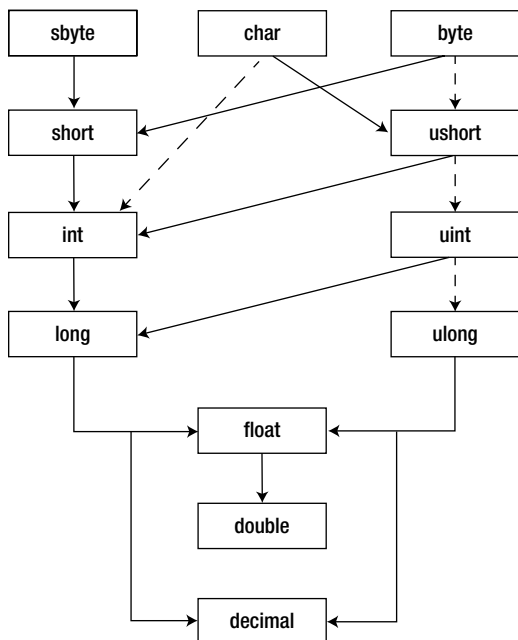 sbyte char byte
short ushort
int uint
long ulong
float
double
decimal